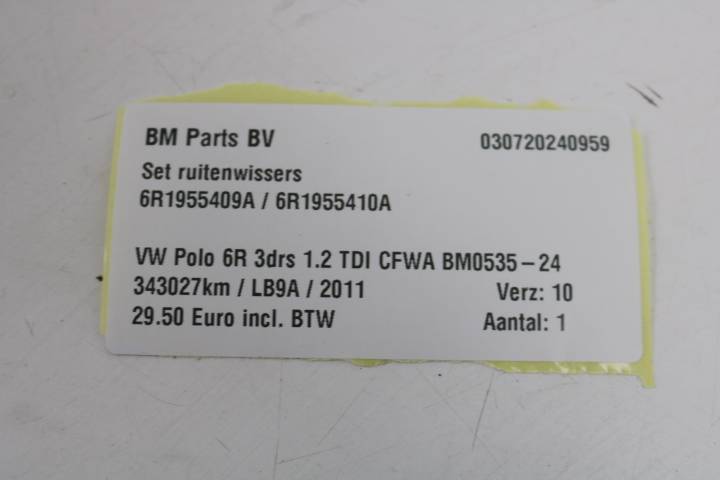 BM Parts BV 030720240959
Set ruitenwissers
6R1955409A / 6R1955410A
VW Polo 6R 3drs 1.2 TDI CFWA BM0535-24
343027km / LB9A / 2011 Verz: 10
29.50 Euro incl. BTW Aantal: 1